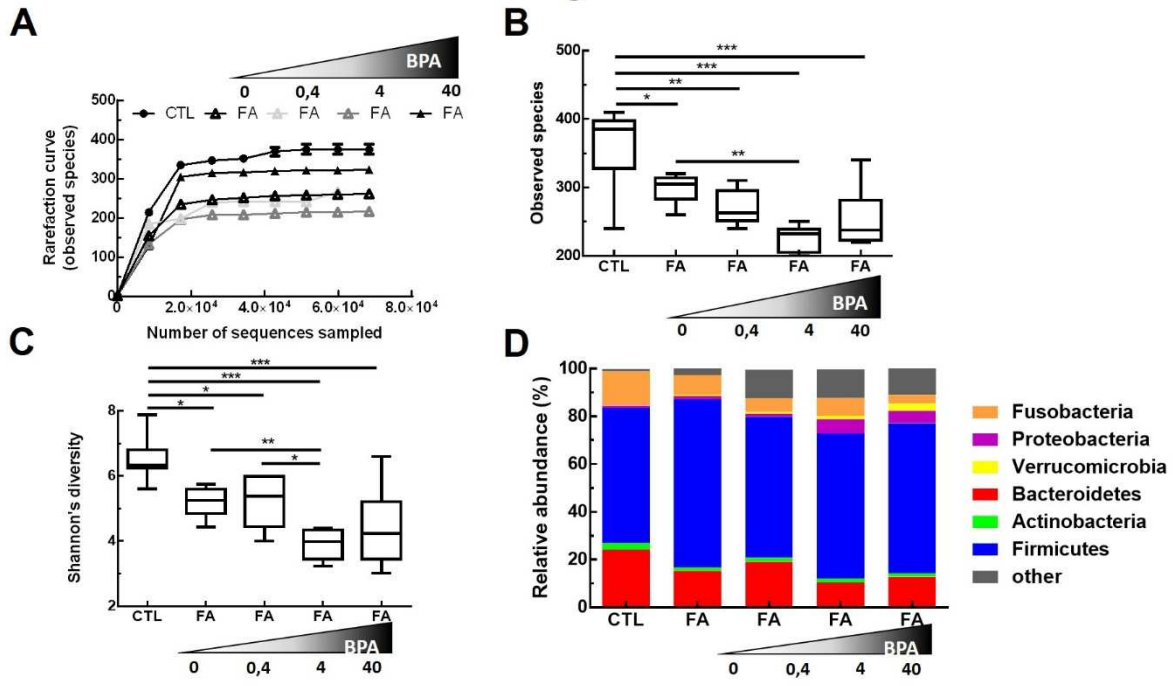 A
BPA
0 0,4 4 40
500
400
300
200
100
0
CTL FA FA FA FA
Rarefaction curve
(observed species)
0 2.0×10⁴ 4.0×10⁴ 6.0×10⁴ 8.0×10⁴
Number of sequences sampled
B
500
400
300
200
Observed species
***
***
**
*
**
CTL FA FA FA FA
BPA
0 0,4 4 40
C
8
6
4
2
Shannon's diversity
***
***
*
*
**
*
CTL FA FA FA FA
BPA
0 0,4 4 40
D
100
80
60
40
20
0
Relative abundance (%)
CTL FA FA FA FA
BPA
0 0,4 4 40
Fusobacteria
Proteobacteria
Verrucomicrobia
Bacteroidetes
Actinobacteria
Firmicutes
other